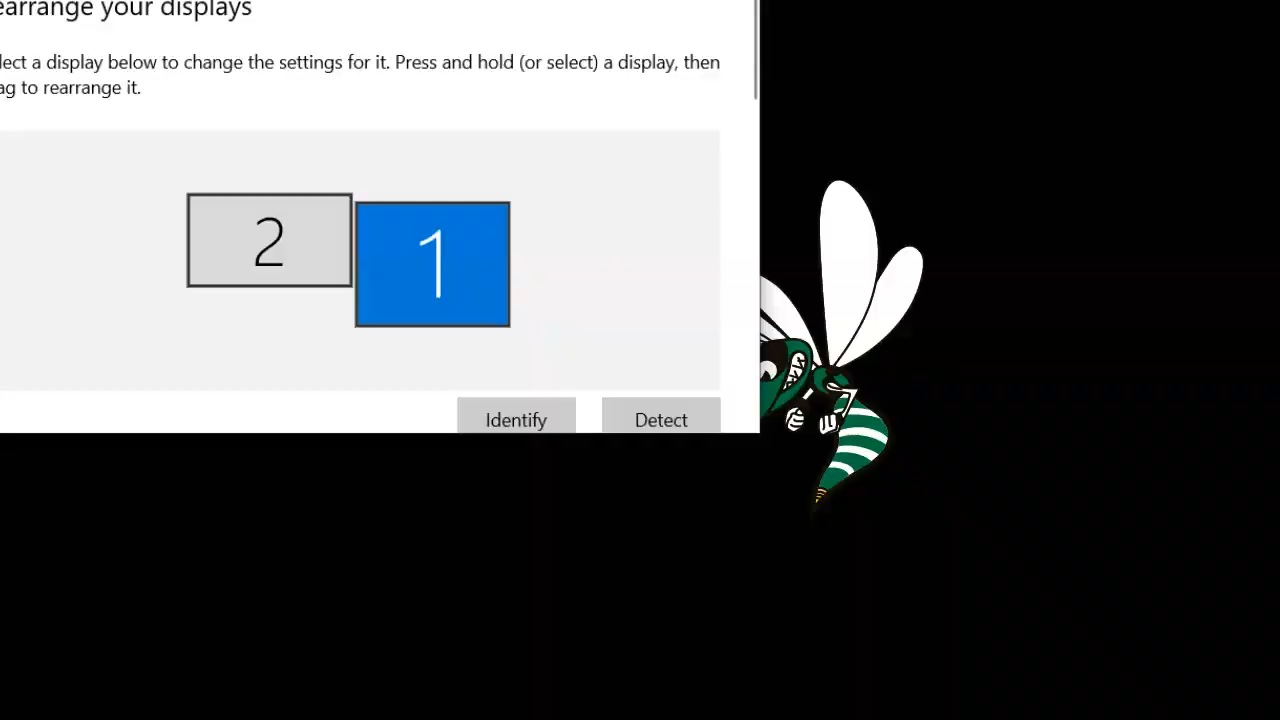 earrange your displays
lect a display below to change the settings for it. Press and hold (or select) a display, then
ag to rearrange it.
2
1
Identify
Detect